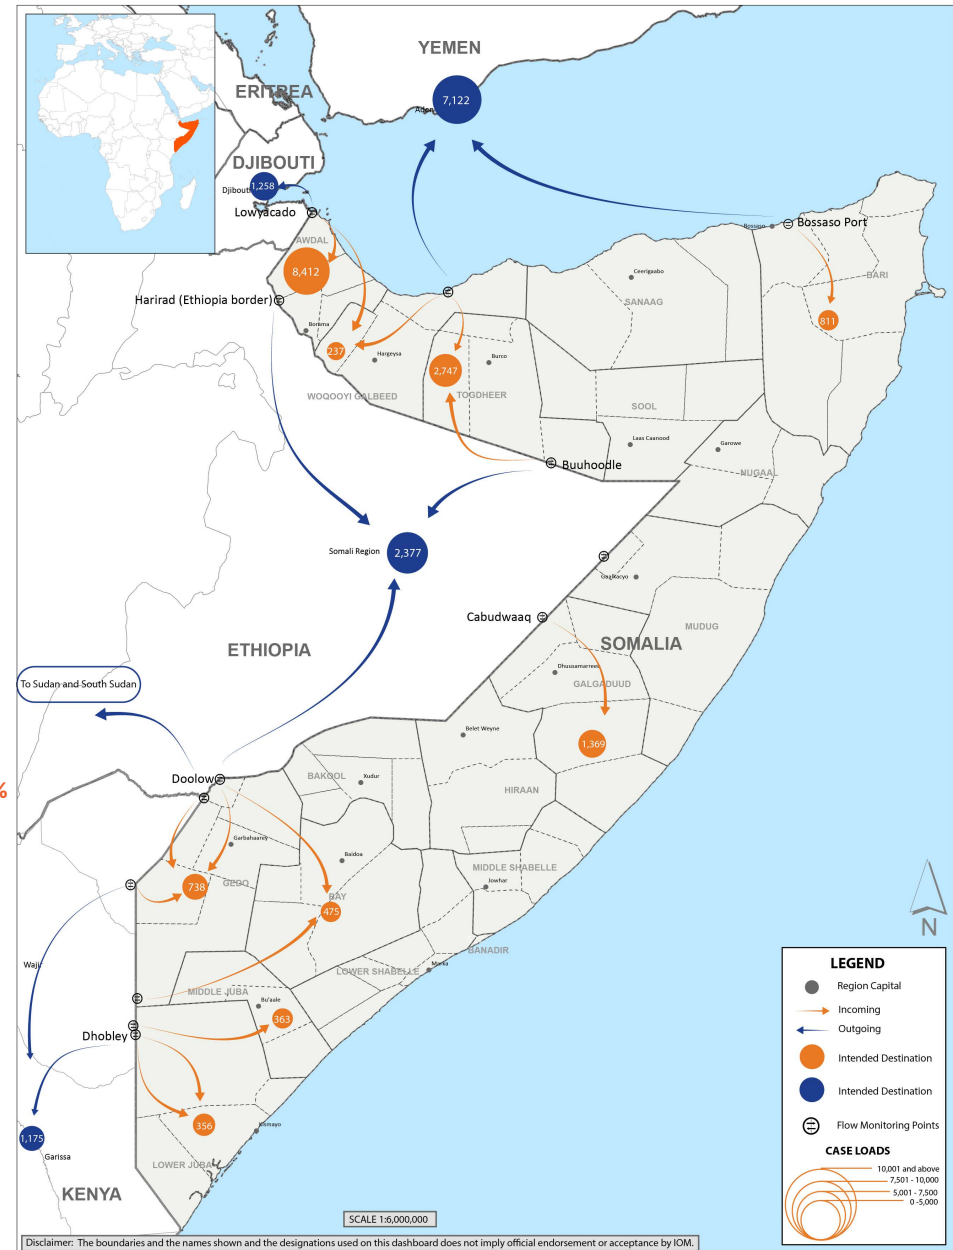 YEMEN
7,122
Aden
ERITREA
DJIBOUTI
1,258
Djibouti
Lowyacado
Bossaso Port
Bossaso
AWDAL
8,412
Harirad (Ethiopia border)
Borama
237
Hargeysa
WOQOOYI GALBEED
Ceerigaabo
SANAAG
BARI
811
Burco
2,747
TOGDHEER
SOOL
Laas Caanood
Garowe
NUGAAL
Buuhoodle
Somali Region
2,377
Cabudwaaq
MUDUG
SOMALIA
ETHIOPIA
Dhuusamarreeb
GALGADUUD
To Sudan and South Sudan
Belet Weyne
1,369
Doolow
BAKOOL
Xudur
HIRAAN
%
Garbahaarey
Baidoa
MIDDLE SHABELLE
738
GEDO
BAY
475
Jowhar
BANADIR
Wajir
LOWER SHABELLE
Marka
MIDDLE JUBA
Bu'aale
363
Dhobley
356
Kismayo
1,175
Garissa
LOWER JUBA
KENYA
N
LEGEND
Region Capital
Incoming
Outgoing
Intended Destination
Intended Destination
Flow Monitoring Points
CASE LOADS
10,001 and above
7,501 - 10,000
5,001 - 7,500
0 -5,000
SCALE 1:6,000,000
Disclaimer: The boundaries and the names shown and the designations used on this dashboard does not imply official endorsement or acceptance by IOM.